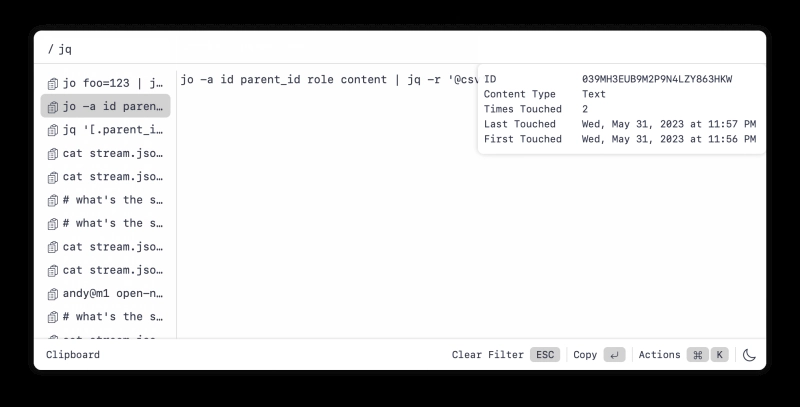 / jq
jo foo=123 | j…
jo -a id paren…
jq '[.parent_i…
cat stream.jso…
cat stream.jso…
# what's the s…
# what's the s…
cat stream.jso…
cat stream.jso…
andy@m1 open-n…
# what's the s…
cat stream.jso…
jo -a id parent_id role content | jq -r '@csv
ID 039MH3EUB9M2P9N4LZY863HKW
Content Type Text
Times Touched 2
Last Touched Wed, May 31, 2023 at 11:57 PM
First Touched Wed, May 31, 2023 at 11:56 PM
Clipboard
Clear Filter ESC Copy ↵ Actions ⌘ K